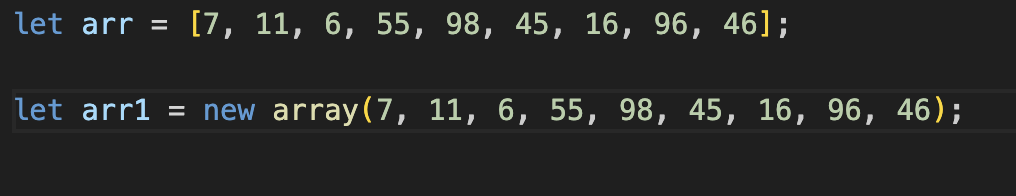 let arr = [7, 11, 6, 55, 98, 45, 16, 96, 46];
let arr1 = new array(7, 11, 6, 55, 98, 45, 16, 96, 46);